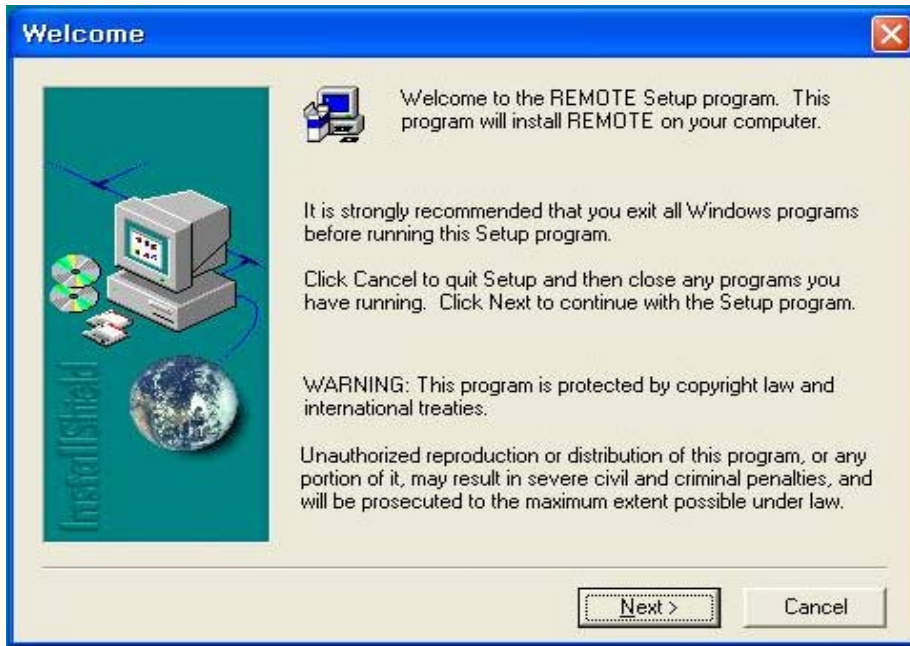 Welcome
Welcome to the REMOTE Setup program. This
program will install REMOTE on your computer.
It is strongly recommended that you exit all Windows programs
before running this Setup program.
Click Cancel to quit Setup and then close any programs you
have running. Click Next to continue with the Setup program.
WARNING: This program is protected by copyright law and
international treaties.
Unauthorized reproduction or distribution of this program, or any
portion of it, may result in severe civil and criminal penalties, and
will be prosecuted to the maximum extent possible under law.
InstallShield
Next >
Cancel